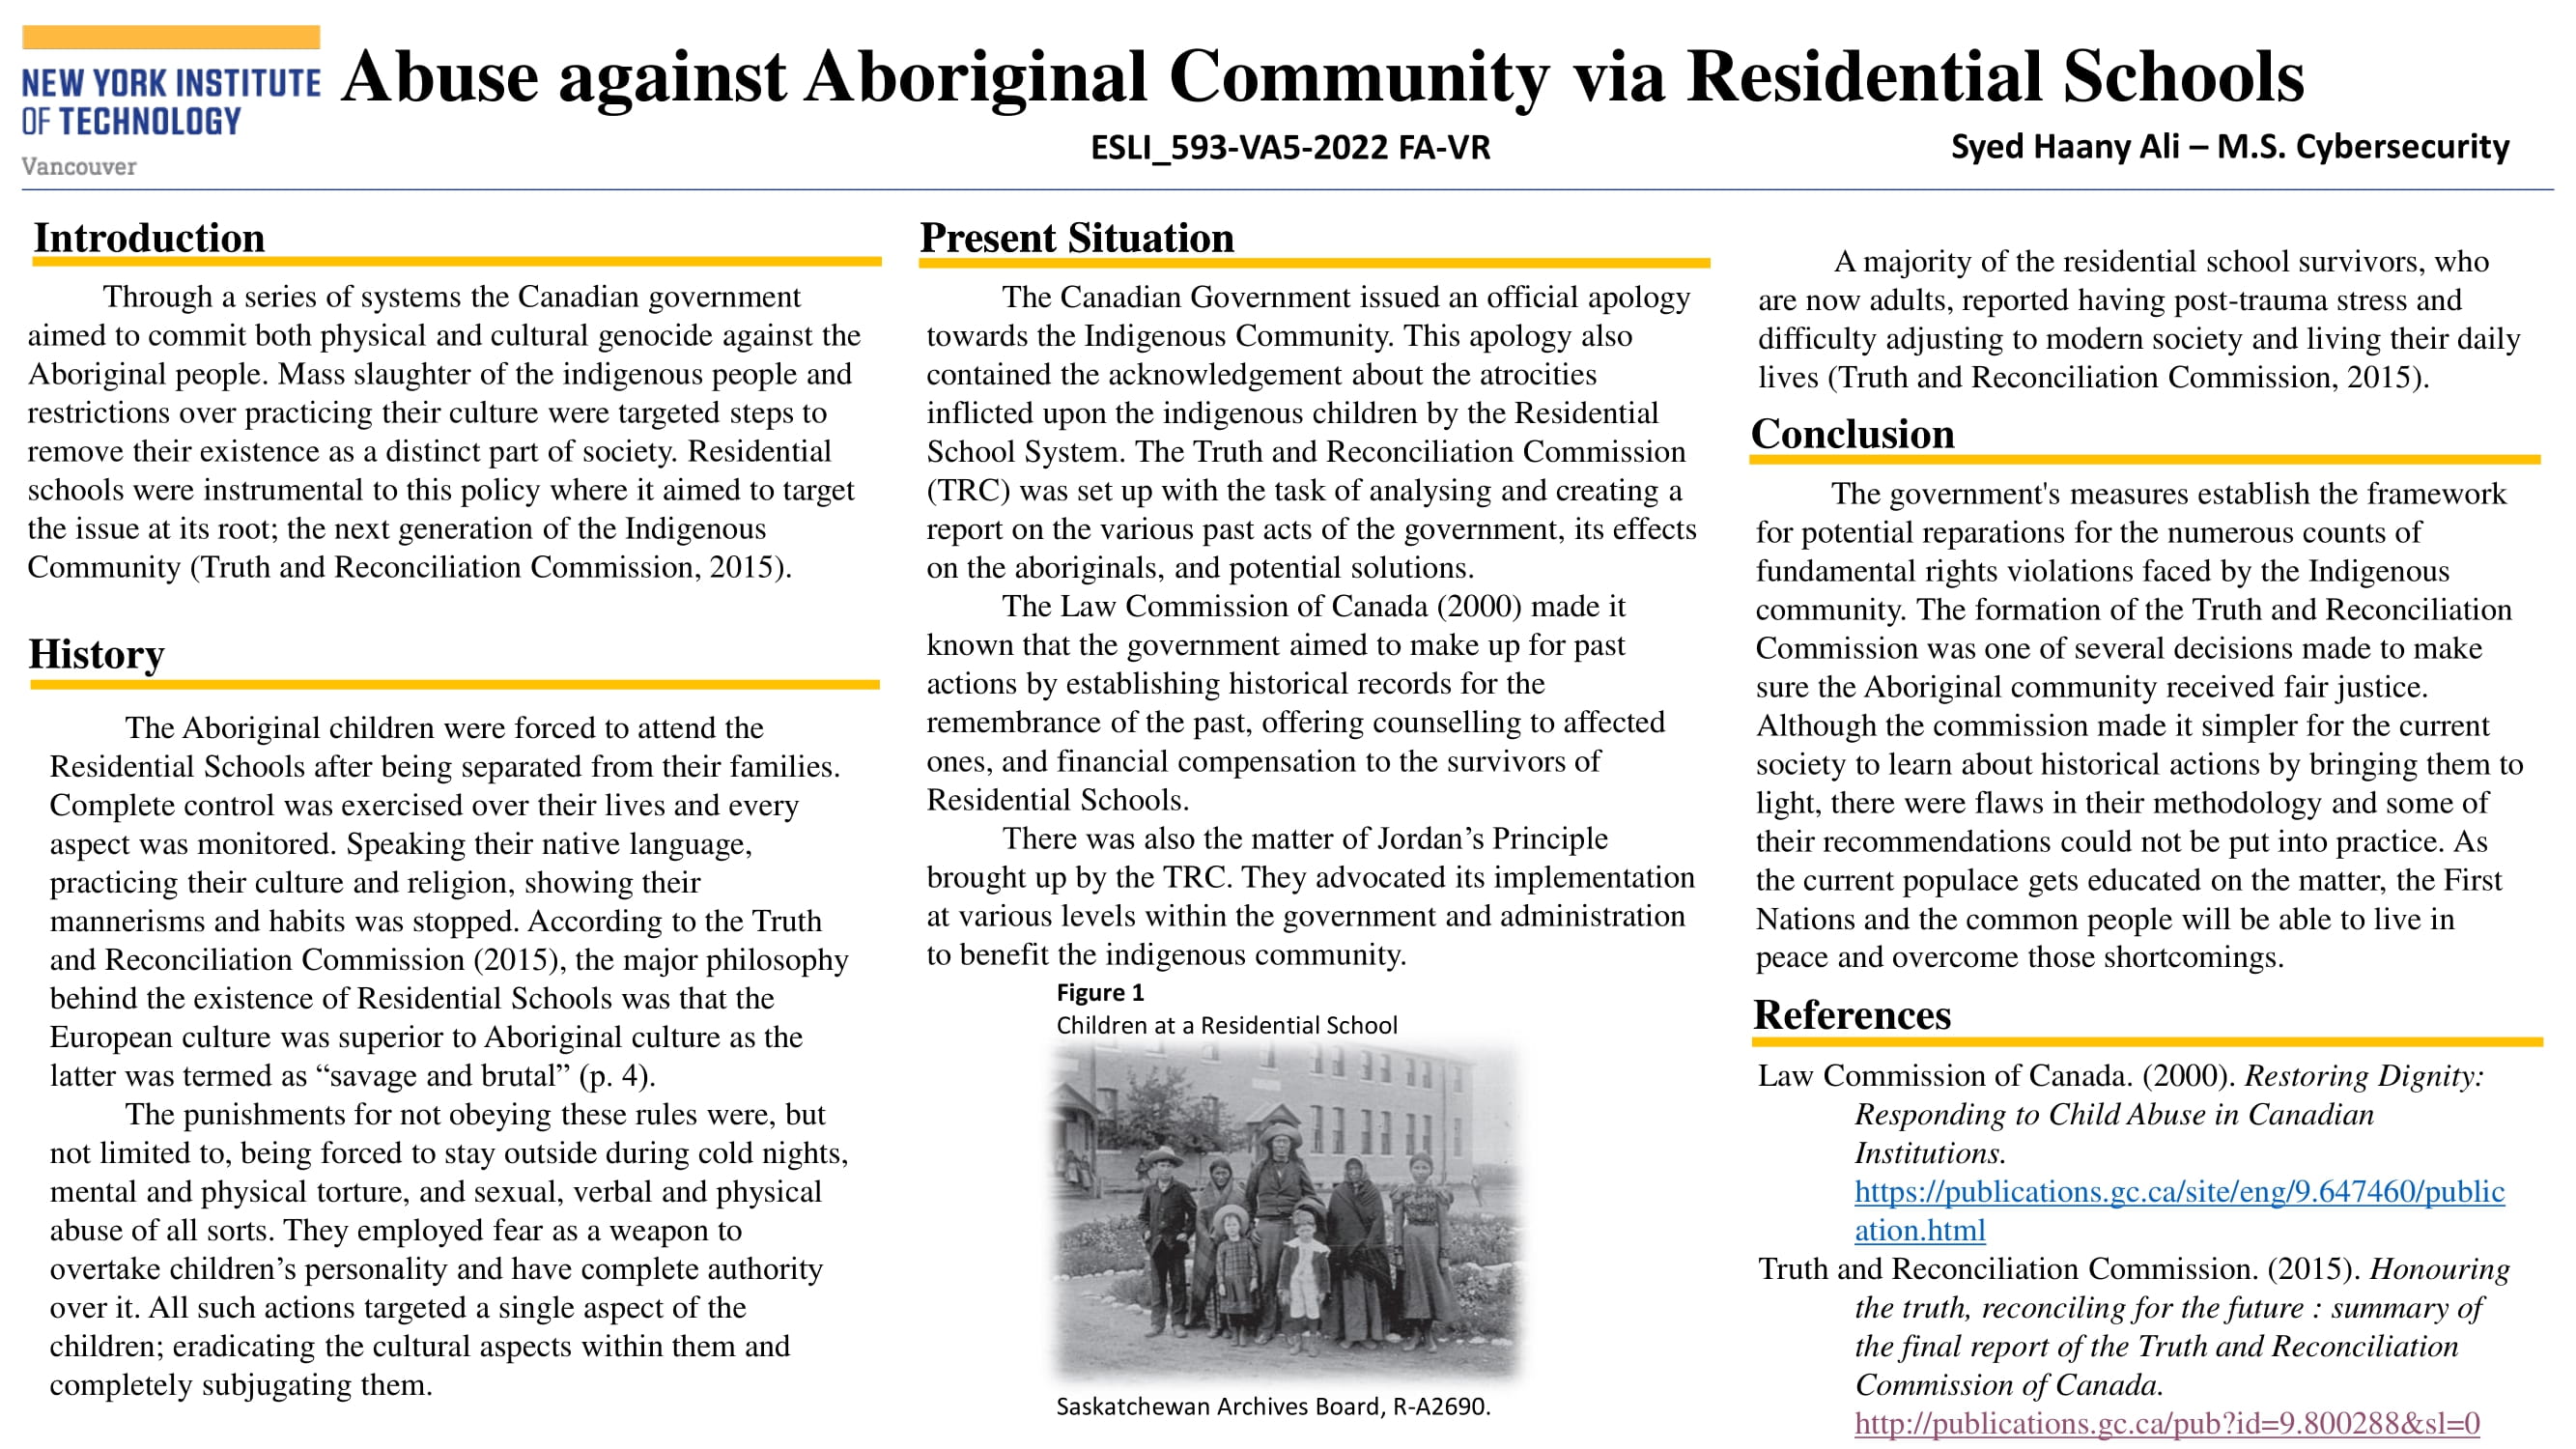 NEW YORK INSTITUTE
OF TECHNOLOGY
Vancouver
Abuse against Aboriginal Community via Residential Schools
ESLI_593-VA5-2022 FA-VR
Syed Haany Ali – M.S. Cybersecurity
Introduction
Through a series of systems the Canadian government
aimed to commit both physical and cultural genocide against the
Aboriginal people. Mass slaughter of the indigenous people and
restrictions over practicing their culture were targeted steps to
remove their existence as a distinct part of society. Residential
schools were instrumental to this policy where it aimed to target
the issue at its root; the next generation of the Indigenous
Community (Truth and Reconciliation Commission, 2015).
History
The Aboriginal children were forced to attend the
Residential Schools after being separated from their families.
Complete control was exercised over their lives and every
aspect was monitored. Speaking their native language,
practicing their culture and religion, showing their
mannerisms and habits was stopped. According to the Truth
and Reconciliation Commission (2015), the major philosophy
behind the existence of Residential Schools was that the
European culture was superior to Aboriginal culture as the
latter was termed as “savage and brutal” (p. 4).
The punishments for not obeying these rules were, but
not limited to, being forced to stay outside during cold nights,
mental and physical torture, and sexual, verbal and physical
abuse of all sorts. They employed fear as a weapon to
overtake children’s personality and have complete authority
over it. All such actions targeted a single aspect of the
children; eradicating the cultural aspects within them and
completely subjugating them.
Present Situation
The Canadian Government issued an official apology
towards the Indigenous Community. This apology also
contained the acknowledgement about the atrocities
inflicted upon the indigenous children by the Residential
School System. The Truth and Reconciliation Commission
(TRC) was set up with the task of analysing and creating a
report on the various past acts of the government, its effects
on the aboriginals, and potential solutions.
The Law Commission of Canada (2000) made it
known that the government aimed to make up for past
actions by establishing historical records for the
remembrance of the past, offering counselling to affected
ones, and financial compensation to the survivors of
Residential Schools.
There was also the matter of Jordan’s Principle
brought up by the TRC. They advocated its implementation
at various levels within the government and administration
to benefit the indigenous community.
Figure 1
Children at a Residential School
Saskatchewan Archives Board, R-A2690.
A majority of the residential school survivors, who
are now adults, reported having post-trauma stress and
difficulty adjusting to modern society and living their daily
lives (Truth and Reconciliation Commission, 2015).
Conclusion
The government's measures establish the framework
for potential reparations for the numerous counts of
fundamental rights violations faced by the Indigenous
community. The formation of the Truth and Reconciliation
Commission was one of several decisions made to make
sure the Aboriginal community received fair justice.
Although the commission made it simpler for the current
society to learn about historical actions by bringing them to
light, there were flaws in their methodology and some of
their recommendations could not be put into practice. As
the current populace gets educated on the matter, the First
Nations and the common people will be able to live in
peace and overcome those shortcomings.
References
Law Commission of Canada. (2000). Restoring Dignity:
Responding to Child Abuse in Canadian
Institutions.
https://publications.gc.ca/site/eng/9.647460/public
ation.html
Truth and Reconciliation Commission. (2015). Honouring
the truth, reconciling for the future : summary of
the final report of the Truth and Reconciliation
Commission of Canada.
http://publications.gc.ca/pub?id=9.800288&sl=0